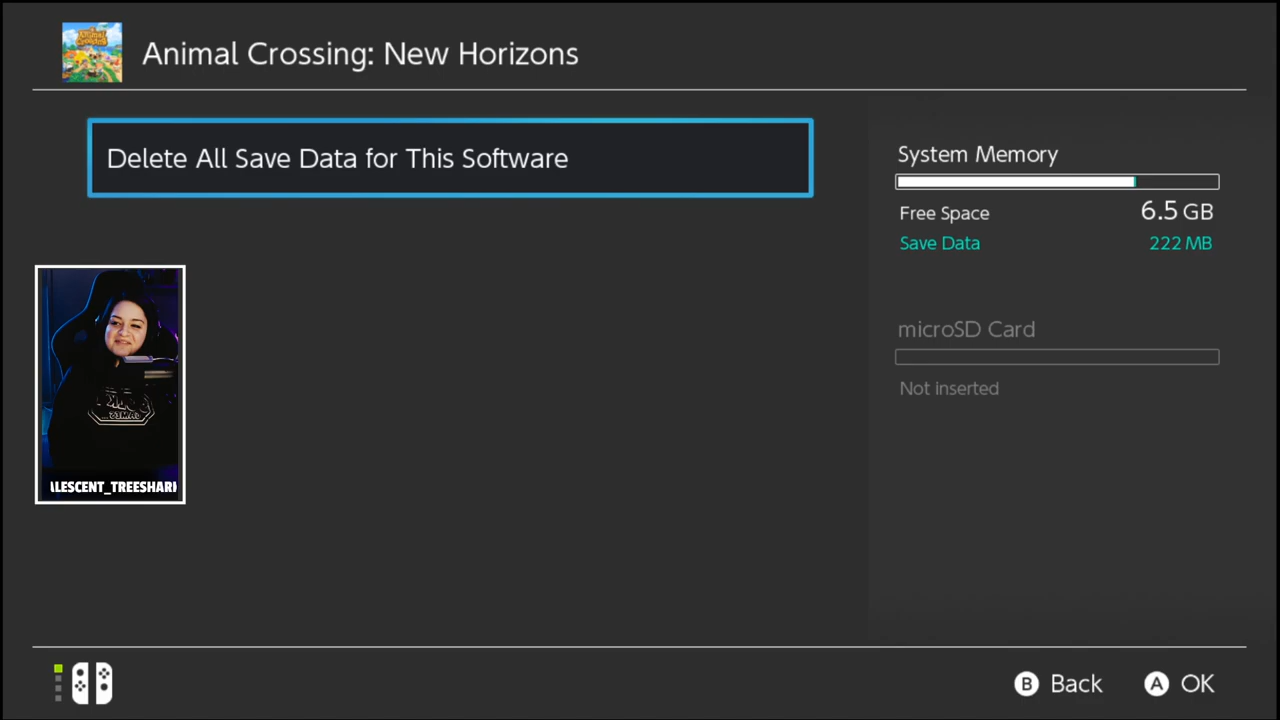 Animal Crossing: New Horizons
Delete All Save Data for This Software
System Memory
Free Space 6.5 GB
Save Data 222 MB
microSD Card
Not inserted
LESCENT_TREESHARK
B Back A OK